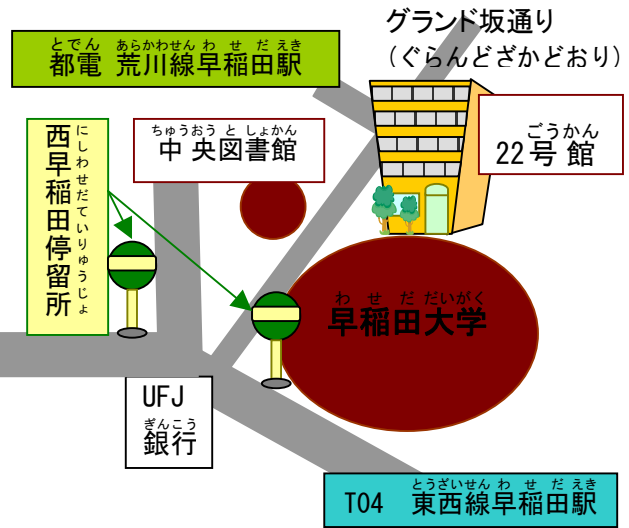 グランド坂通り
（ぐらんどざかどおり）
とでん あらかわせん わ せ だ えき
都電 荒川線早稲田駅
ちゅうおう と しょかん
中 央図書館
ごうかん
22号 館
にしわせだていりゅうじょ
西早稲田停留所
わ せ だ だいがく
早稲田大学
UFJ
ぎんこう
銀行
とうざいせん わ せ だ えき
T04 東西線早稲田駅